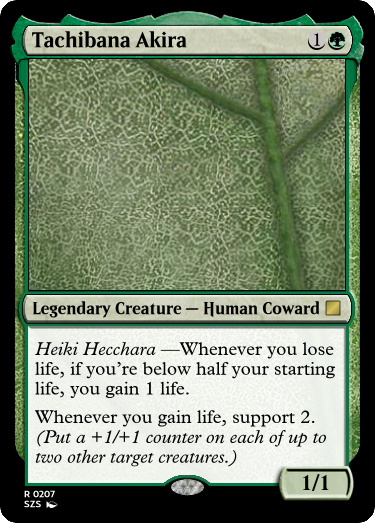 Tachibana Akira 1
Legendary Creature — Human Coward
Heiki Hecchara —Whenever you lose
life, if you're below half your starting
life, you gain 1 life.
Whenever you gain life, support 2.
(Put a +1/+1 counter on each of up to
two other target creatures.)
1/1
R 0207
SZS